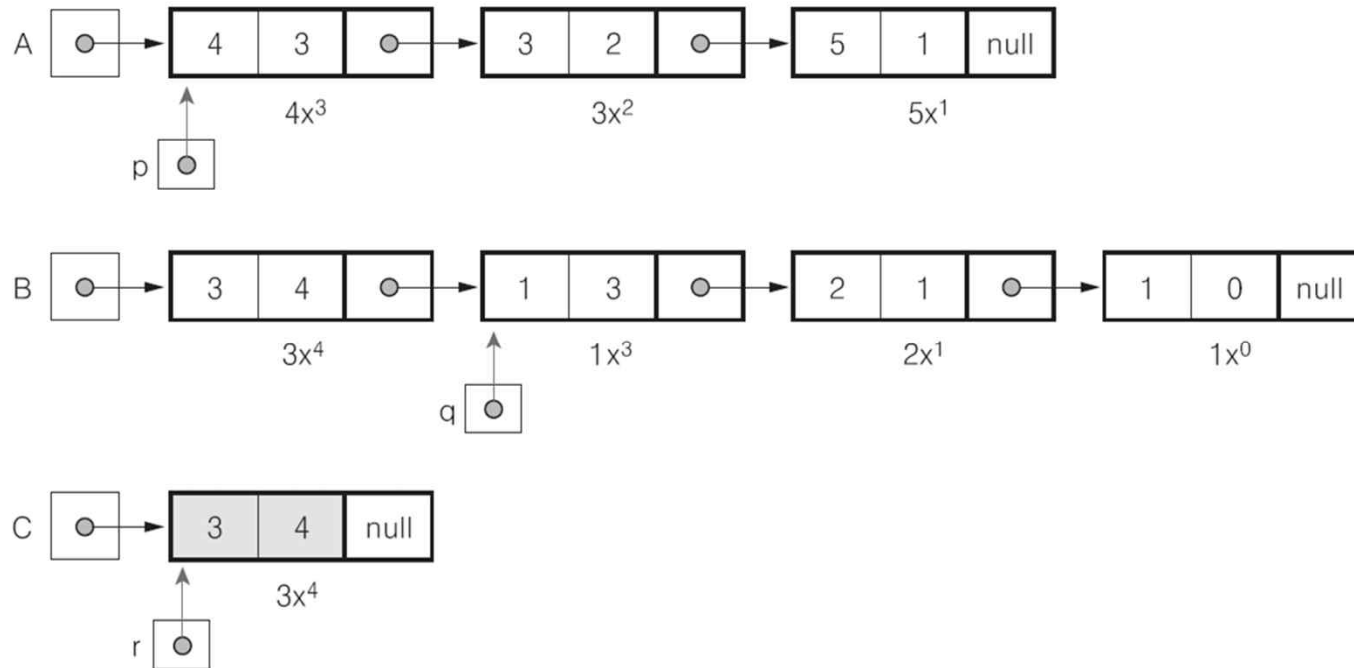 A 4 3 3 2 5 1 null
4x³ 3x² 5x¹
p
B 3 4 1 3 2 1 1 0 null
3x⁴ 1x³ 2x¹ 1x⁰
q
C 3 4 null
3x⁴
r